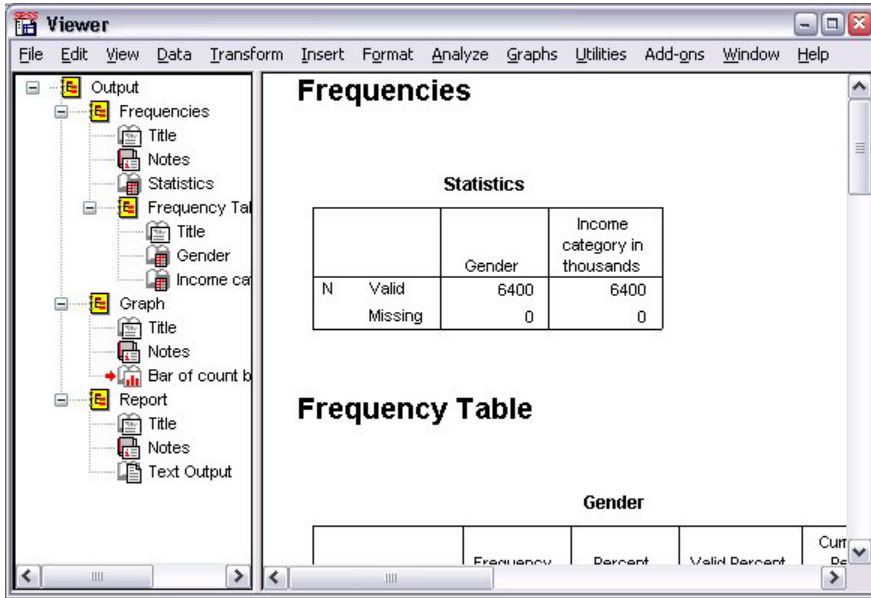 Viewer
File Edit View Data Transform Insert Format Analyze Graphs Utilities Add-ons Window Help
Output
Frequencies
Title
Notes
Statistics
Frequency Tal
Title
Gender
Income ca
Graph
Title
Notes
Bar of count b
Report
Title
Notes
Text Output
Frequencies
Statistics
Gender
Income category in thousands
N Valid 6400 6400
Missing 0 0
Frequency Table
Gender
Frequency Percent Valid Percent